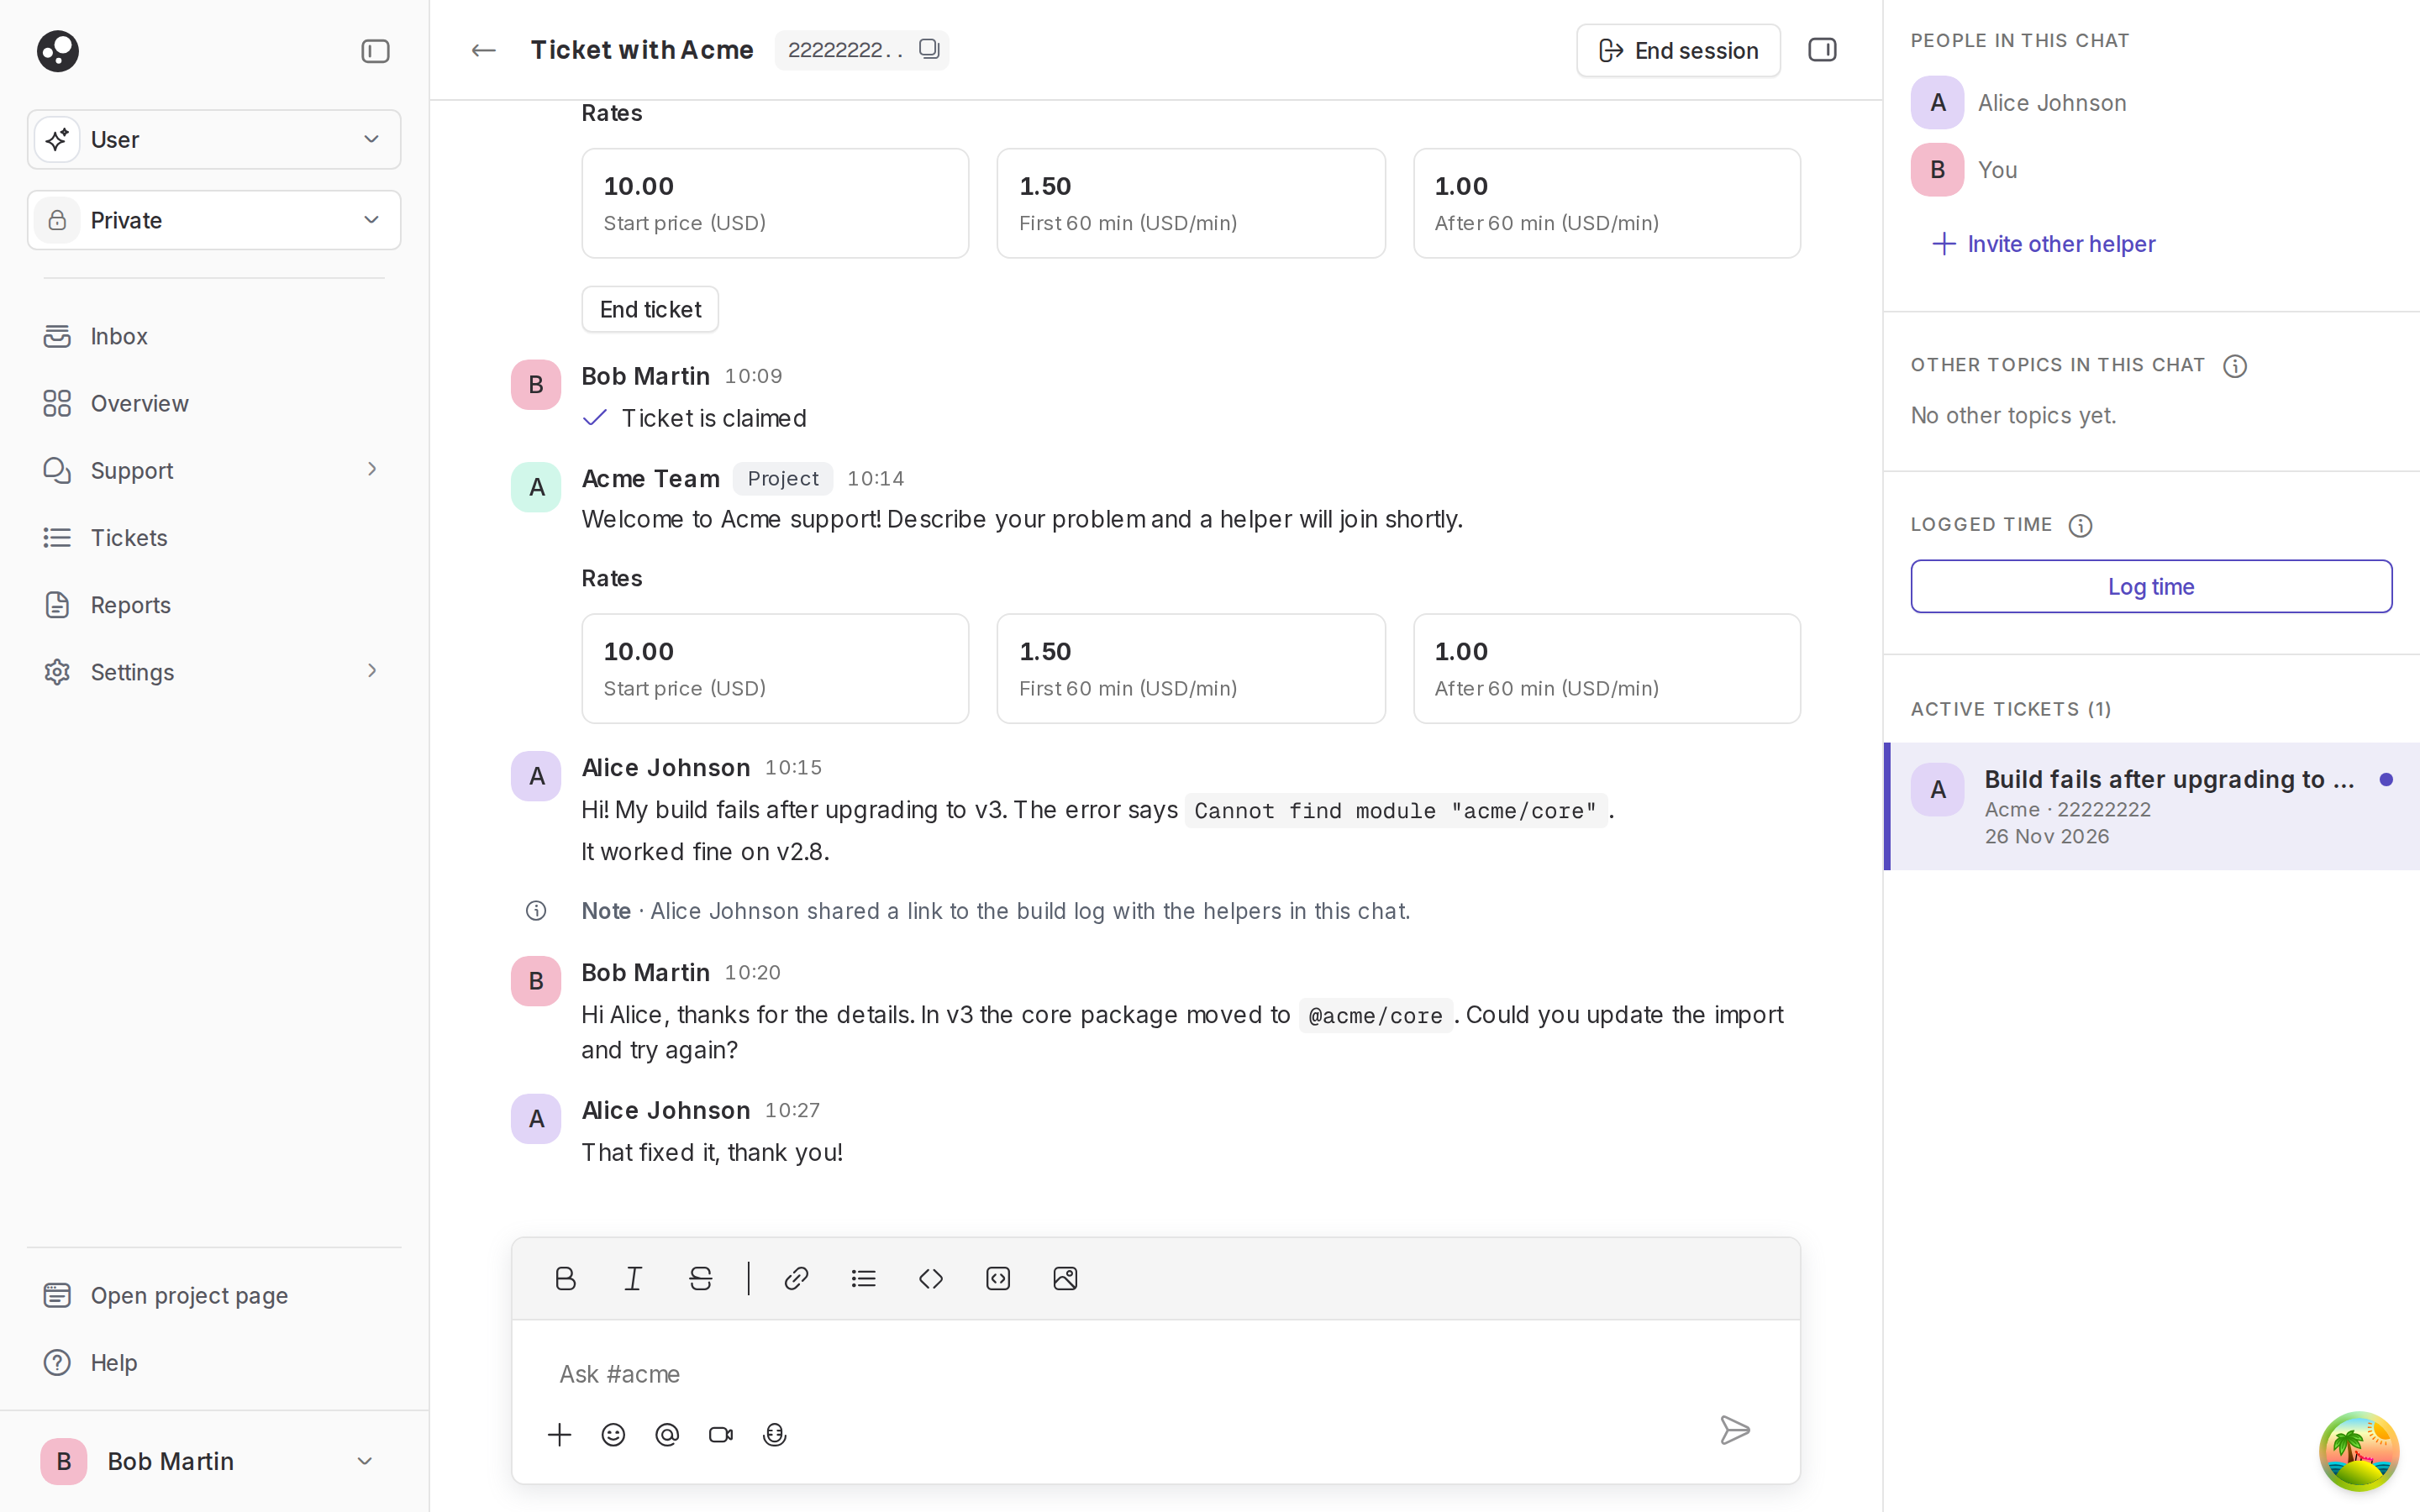 User
Private
Inbox
Overview
Support
Tickets
Reports
Settings
Open project page
Help
B Bob Martin
Ticket with Acme 22222222..
End session
Rates
10.00
Start price (USD)
1.50
First 60 min (USD/min)
1.00
After 60 min (USD/min)
End ticket
B Bob Martin 10:09
Ticket is claimed
A Acme Team Project 10:14
Welcome to Acme support! Describe your problem and a helper will join shortly.
Rates
10.00
Start price (USD)
1.50
First 60 min (USD/min)
1.00
After 60 min (USD/min)
A Alice Johnson 10:15
Hi! My build fails after upgrading to v3. The error says Cannot find module "acme/core".
It worked fine on v2.8.
Note · Alice Johnson shared a link to the build log with the helpers in this chat.
B Bob Martin 10:20
Hi Alice, thanks for the details. In v3 the core package moved to @acme/core. Could you update the import
and try again?
A Alice Johnson 10:27
That fixed it, thank you!
Ask #acme
PEOPLE IN THIS CHAT
A Alice Johnson
B You
Invite other helper
OTHER TOPICS IN THIS CHAT
No other topics yet.
LOGGED TIME
Log time
ACTIVE TICKETS (1)
A Build fails after upgrading to ...
Acme · 22222222
26 Nov 2026